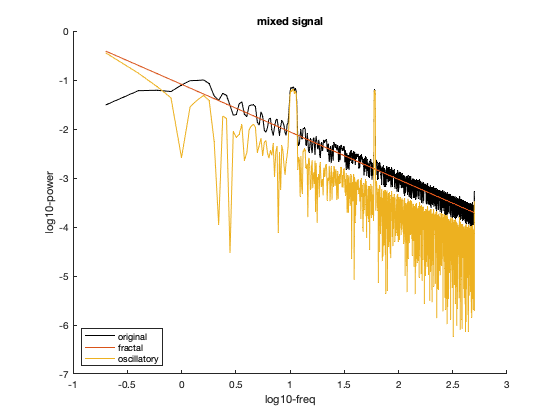 mixed signal
0
-1
-2
-3
-4
-5
-6
-7
log10-power
original
fractal
oscillatory
-1
-0.5
0
0.5
1
1.5
2
2.5
3
log10-freq